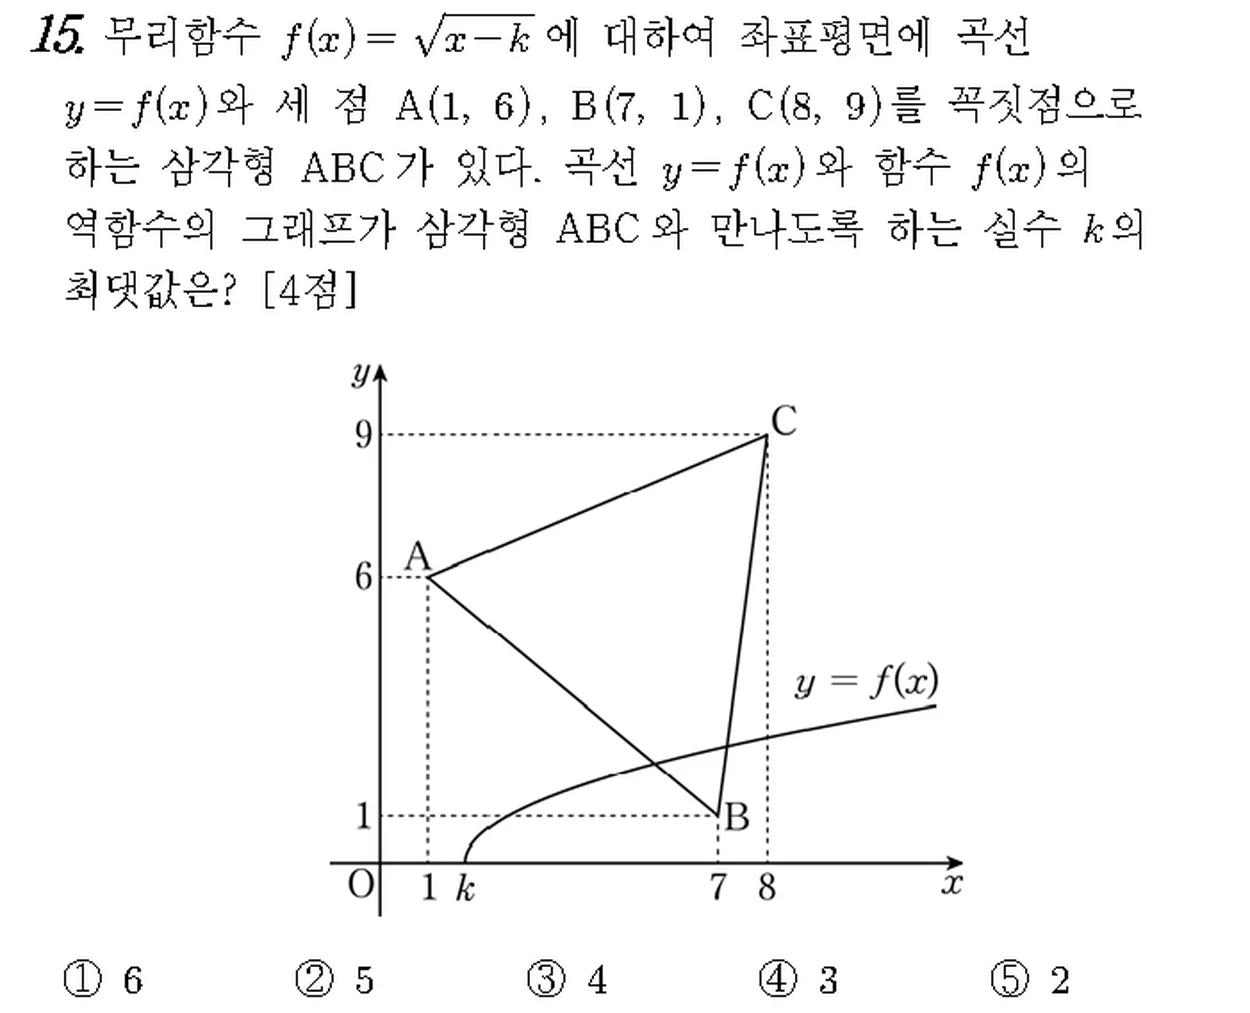 15. 무리함수 f(x)=√(x-k) 에 대하여 좌표평면에 곡선
y=f(x)와 세 점 A(1, 6), B(7, 1), C(8, 9)를 꼭짓점으로
하는 삼각형 ABC가 있다. 곡선 y=f(x)와 함수 f(x)의
역함수의 그래프가 삼각형 ABC와 만나도록 하는 실수 k의
최댓값은? [4점]
y
9
C
A
6
y = f(x)
1
B
O 1 k 7 8 x
① 6 ② 5 ③ 4 ④ 3 ⑤ 2